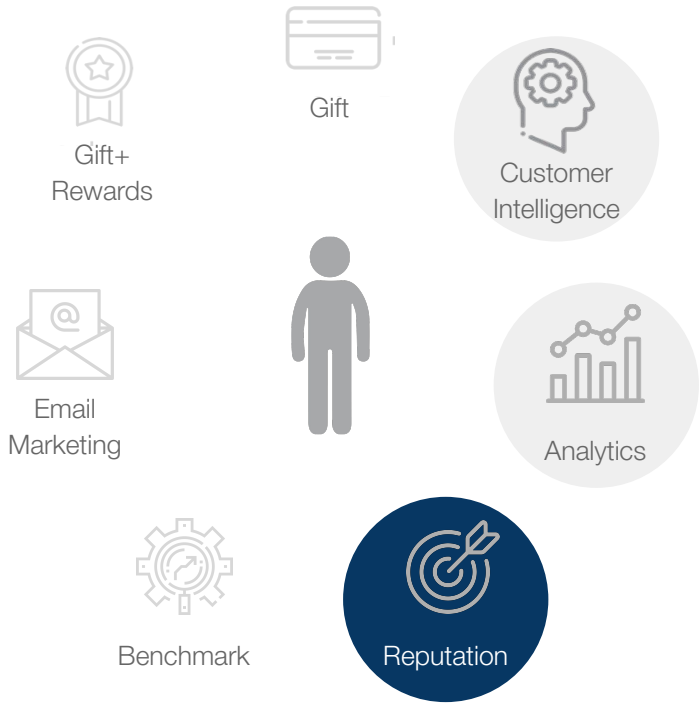 Gift
Gift+
Rewards
Customer
Intelligence
@
Email
Marketing
Analytics
Benchmark
Reputation